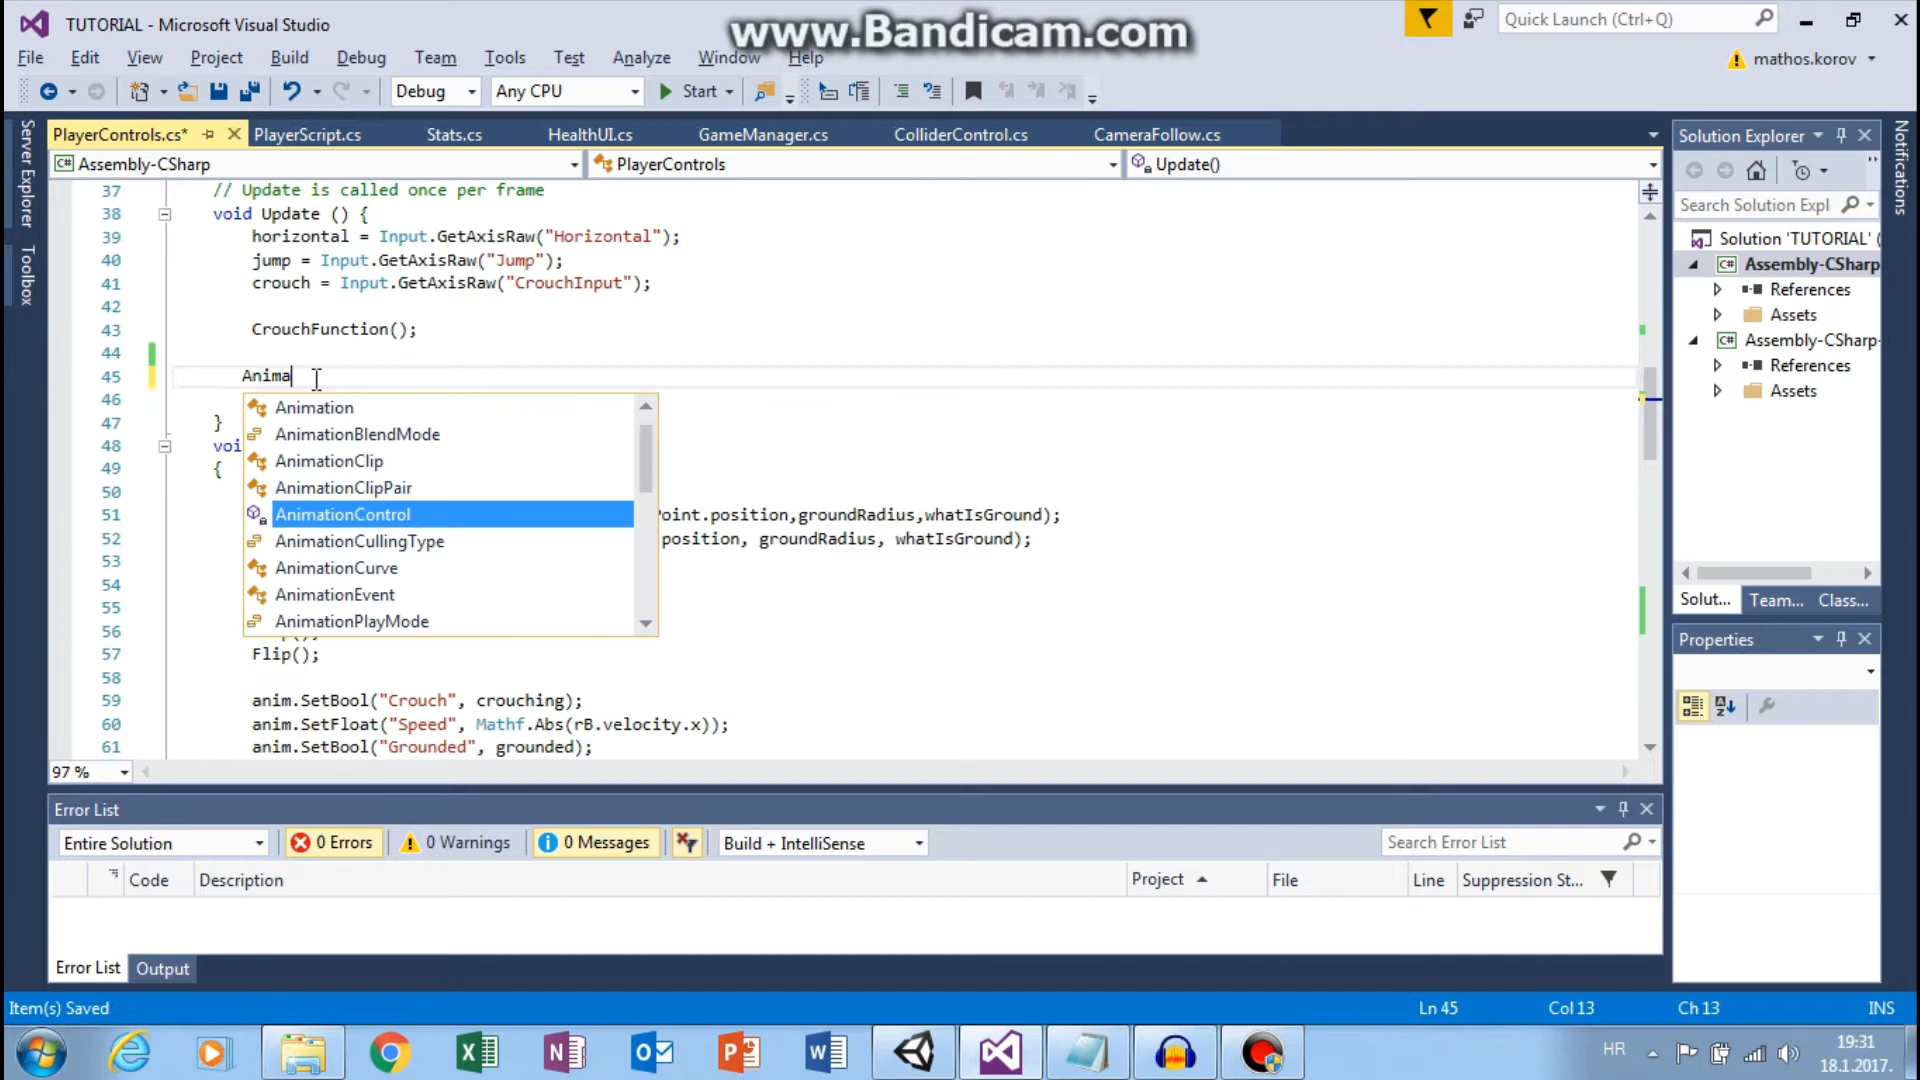 TUTORIAL - Microsoft Visual Studio
www.Bandicam.com
Quick Launch (Ctrl+Q)
File Edit View Project Build Debug Team Tools Test Analyze Window Help
mathos.korov
Debug Any CPU Start
Server Explorer
Toolbox
Notifications
PlayerControls.cs* PlayerScript.cs Stats.cs HealthUI.cs GameManager.cs ColliderControl.cs CameraFollow.cs
Assembly-CSharp PlayerControls Update()
37 // Update is called once per frame
38 void Update () {
39 horizontal = Input.GetAxisRaw("Horizontal");
40 jump = Input.GetAxisRaw("Jump");
41 crouch = Input.GetAxisRaw("CrouchInput");
42
43 CrouchFunction();
44
45 Anima
46
47 }
48 voi
49 {
50
51 Point.position,groundRadius,whatIsGround);
52 position, groundRadius, whatIsGround);
53
54
55
56
57 Flip();
58
59 anim.SetBool("Crouch", crouching);
60 anim.SetFloat("Speed", Mathf.Abs(rB.velocity.x));
61 anim.SetBool("Grounded", grounded);
Animation
AnimationBlendMode
AnimationClip
AnimationClipPair
AnimationControl
AnimationCullingType
AnimationCurve
AnimationEvent
AnimationPlayMode
97 %
Solution Explorer
Search Solution Expl
Solution 'TUTORIAL' (
Assembly-CSharp
References
Assets
Assembly-CSharp-
References
Assets
Solut... Team... Class...
Properties
Error List
Entire Solution 0 Errors 0 Warnings 0 Messages Build + IntelliSense Search Error List
Code Description Project File Line Suppression St...
Error List Output
Item(s) Saved Ln 45 Col 13 Ch 13 INS
HR 19:31
18.1.2017.